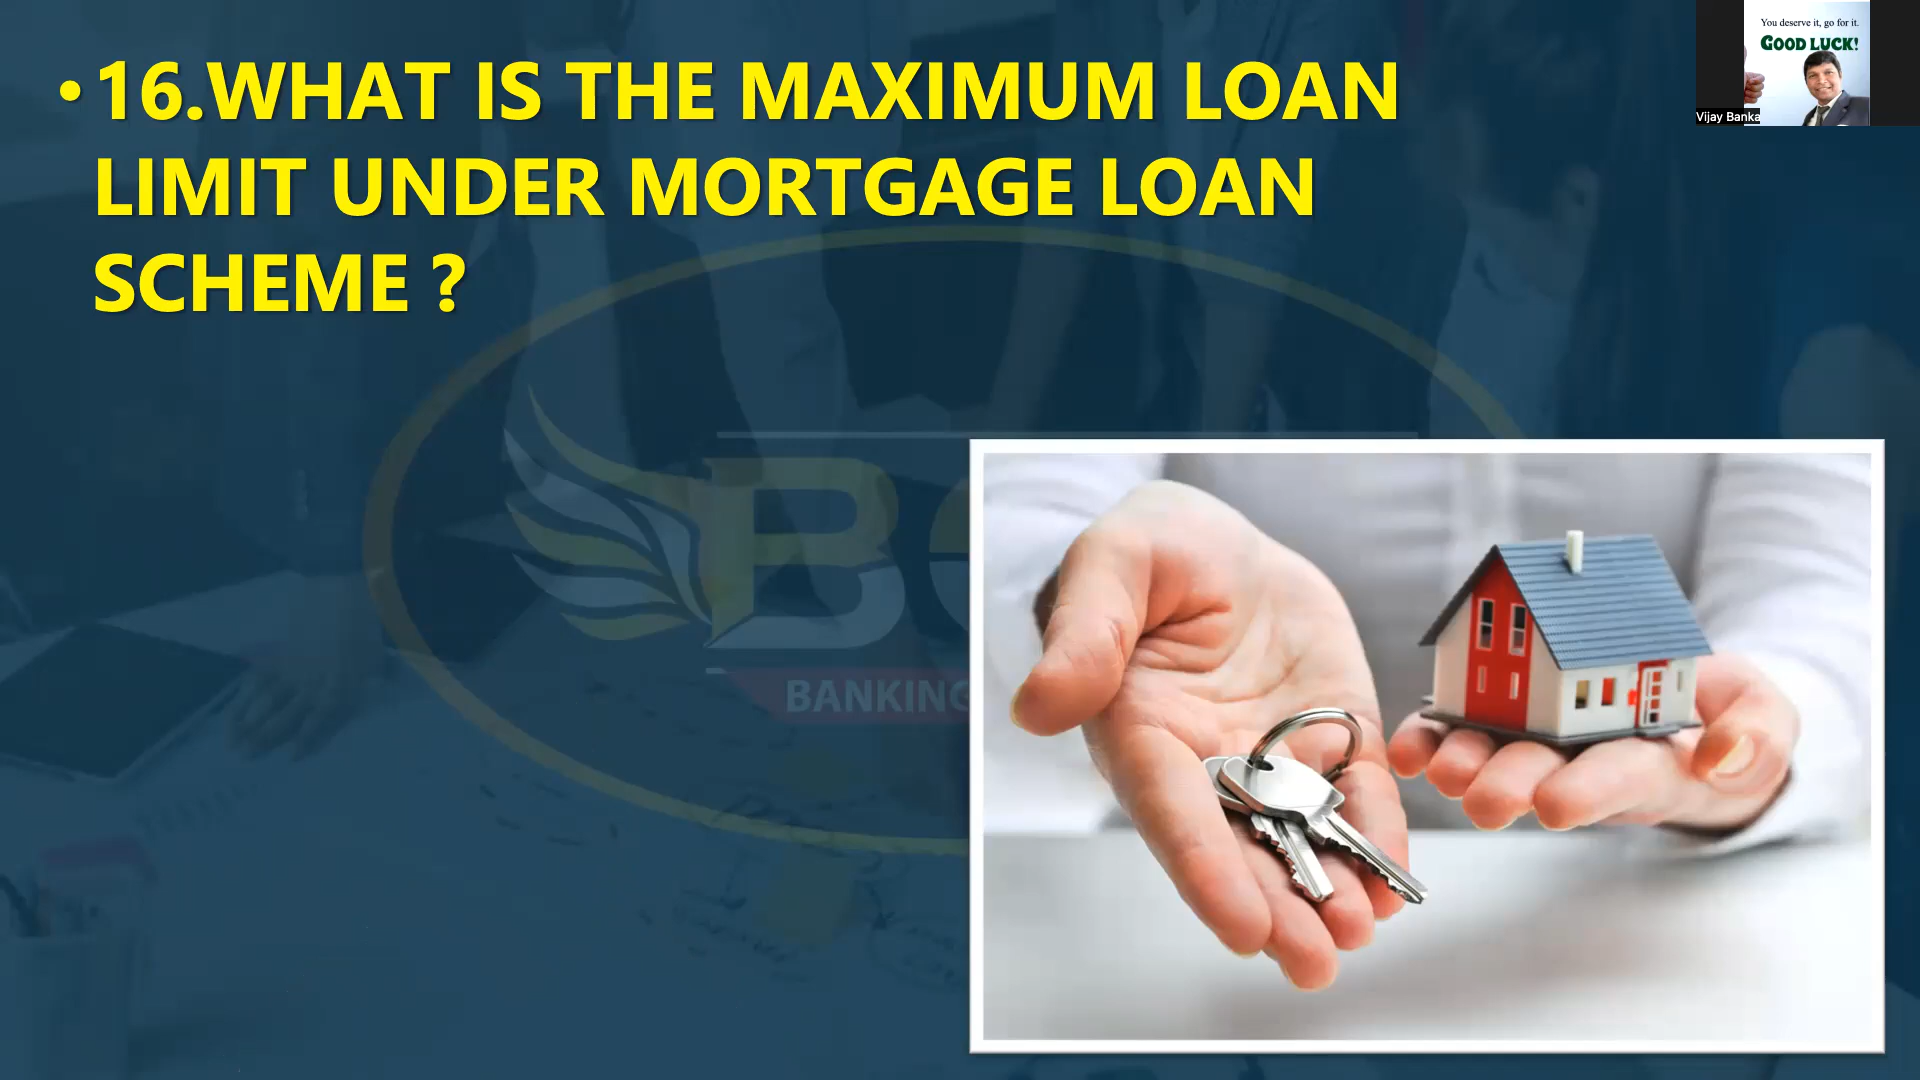 • 16.WHAT IS THE MAXIMUM LOAN
LIMIT UNDER MORTGAGE LOAN
SCHEME ?
You deserve it, go for it.
GOOD LUCK!
Vijay Banka
BANKING